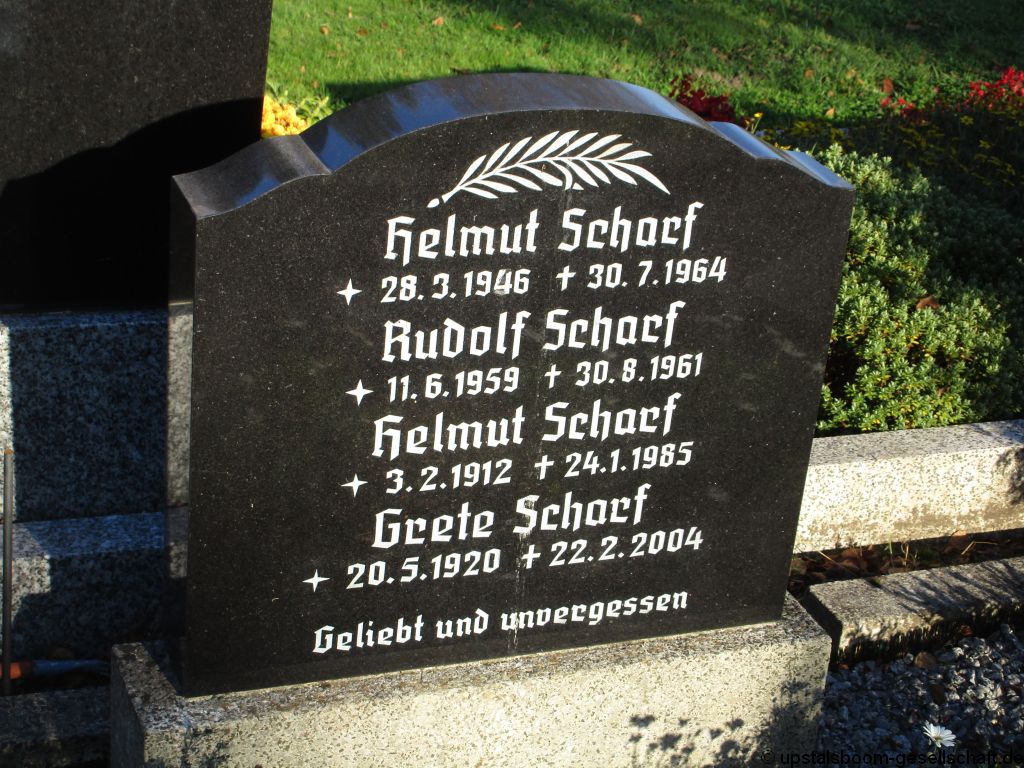 Helmut Scharf
28.3.1946 † 30.7.1964
Rudolf Scharf
11.6.1959 † 30.8.1961
Helmut Scharf
3.2.1912 † 24.1.1985
Grete Scharf
20.5.1920 † 22.2.2004
Geliebt und unvergessen
© upstalsboom-gesellschaft.de